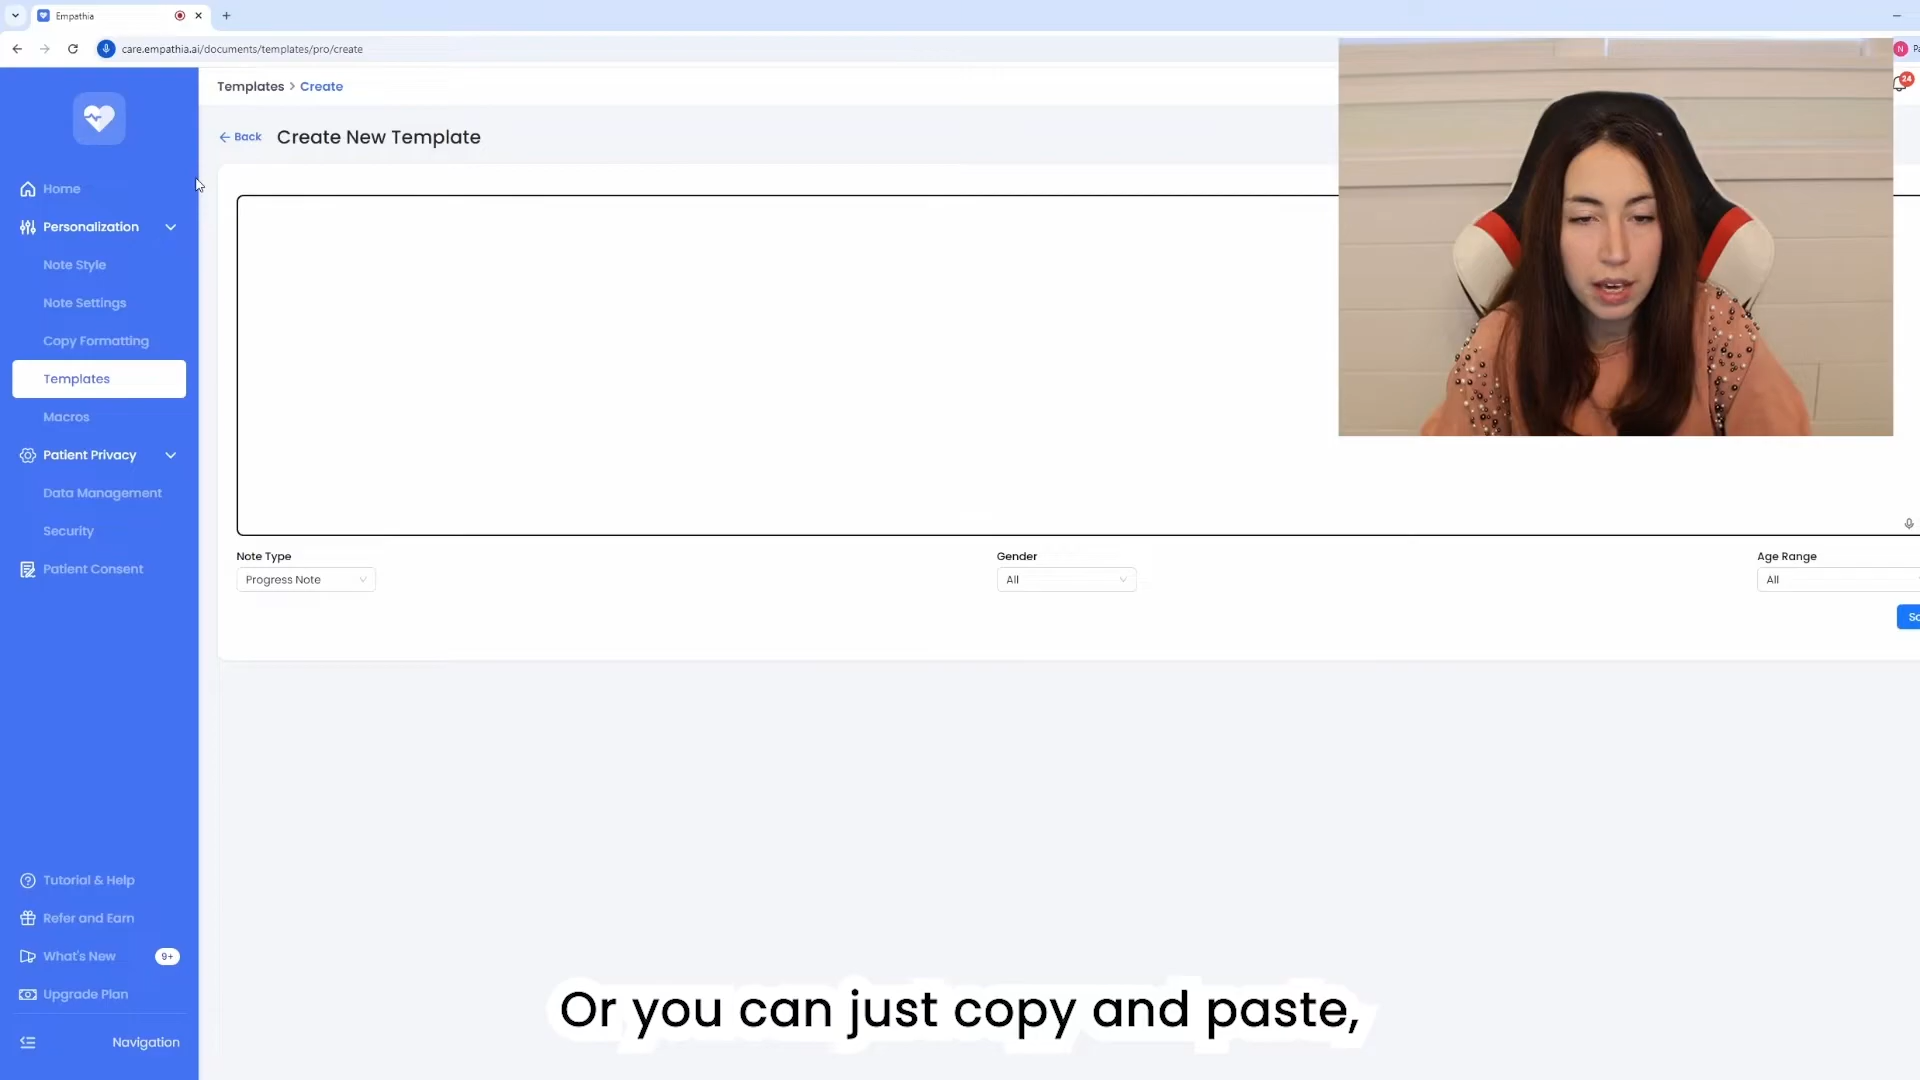 Empathia
care.empathia.ai/documents/templates/pro/create
N
24
Templates > Create
Back
Create New Template
Home
Personalization
Note Style
Note Settings
Copy Formatting
Templates
Macros
Patient Privacy
Data Management
Security
Patient Consent
Note Type
Gender
Age Range
Progress Note
All
All
Tutorial & Help
Refer and Earn
What's New
9+
Upgrade Plan
Navigation
Or you can just copy and paste,